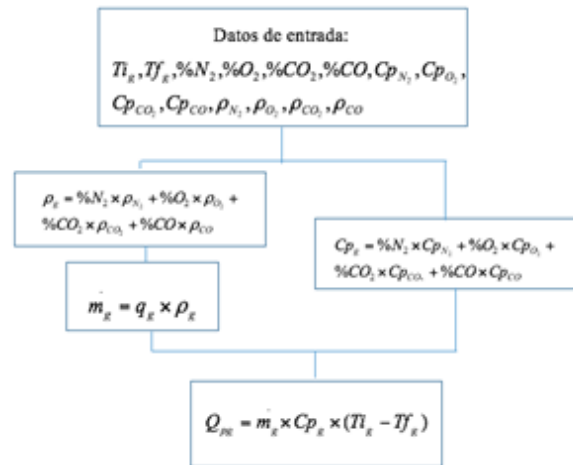 Datos de entrada:
Ti_g, Tf_g, %N_2, %O_2, %CO_2, %CO, Cp_{N_2}, Cp_{O_2},
Cp_{CO_2}, Cp_{CO}, ρ_{N_2}, ρ_{O_2}, ρ_{CO_2}, ρ_{CO}
ρ_g = %N_2 × ρ_{N_2} + %O_2 × ρ_{O_2} +
%CO_2 × ρ_{CO_2} + %CO × ρ_{CO}
Cp_g = %N_2 × Cp_{N_2} + %O_2 × Cp_{O_2} +
%CO_2 × Cp_{CO_2} + %CO × Cp_{CO}
ṁ_g = q_g × ρ_g
Q_{pg} = ṁ_g × Cp_g × (Ti_g − Tf_g)